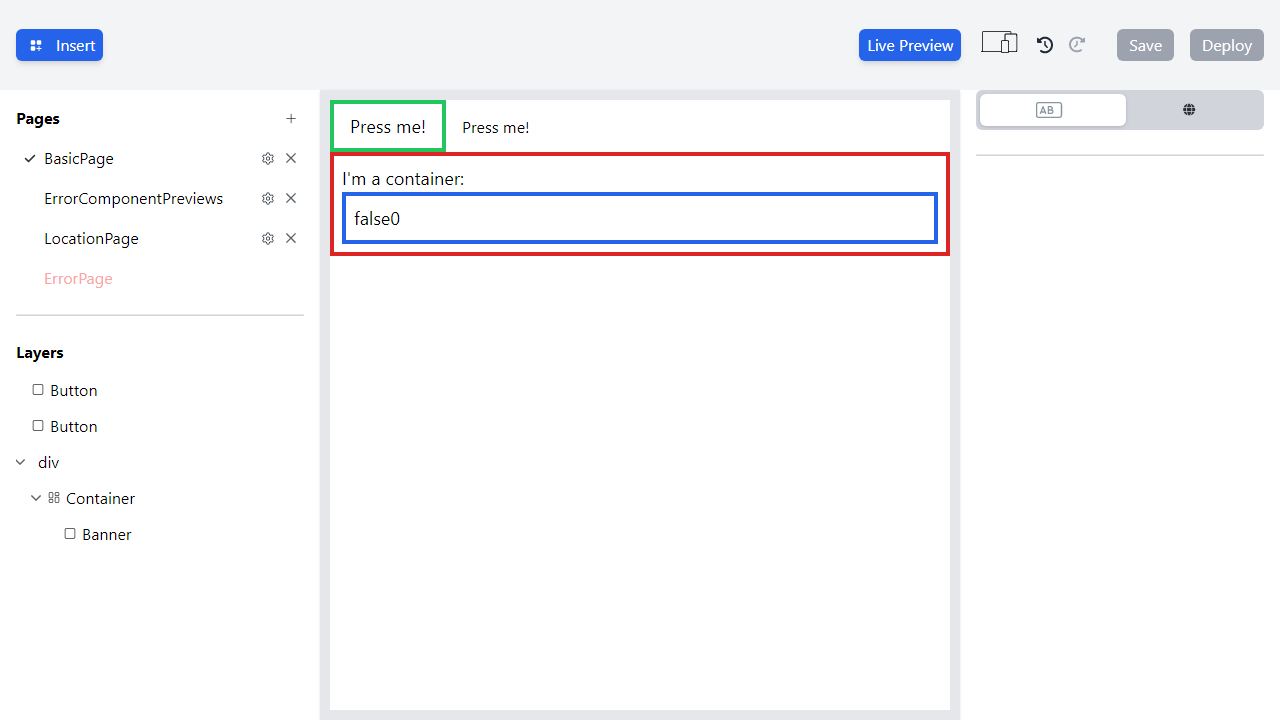 Insert
Live Preview
Save
Deploy
Pages
BasicPage
ErrorComponentPreviews
LocationPage
ErrorPage
Layers
Button
Button
div
Container
Banner
Press me!
Press me!
I'm a container:
false0
AB